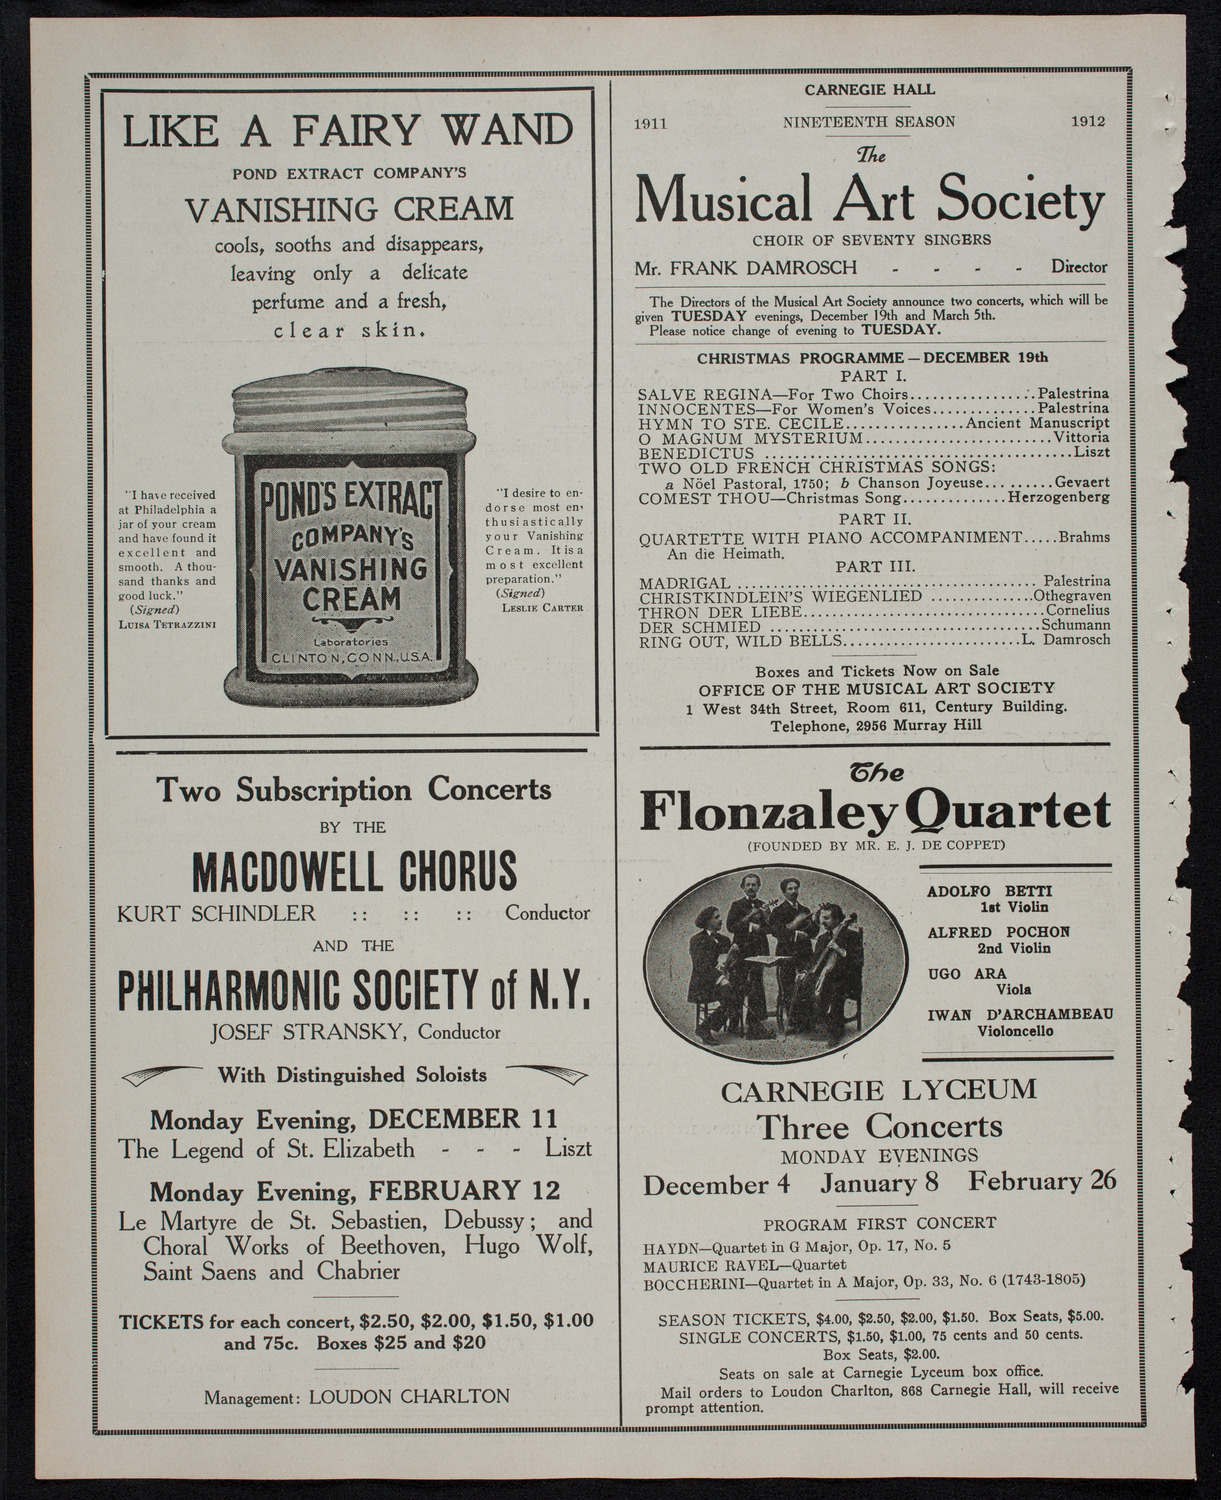 LIKE A FAIRY WAND
POND EXTRACT COMPANY'S
VANISHING CREAM
cools, sooths and disappears,
leaving only a delicate
perfume and a fresh,
clear skin.
"I have received
at Philadelphia a
jar of your cream
and have found it
excellent and
smooth. A thou-
sand thanks and
good luck."
(Signed)
LUISA TETRAZZINI
POND'S EXTRACT
COMPANY'S
VANISHING
CREAM
Laboratories
CLINTON, CONN., U.S.A.
"I desire to en-
dorse most en-
thusiastically
your Vanishing
Cream. It is a
most excellent
preparation."
(Signed)
LESLIE CARTER
Two Subscription Concerts
BY THE
MACDOWELL CHORUS
KURT SCHINDLER :: :: :: Conductor
AND THE
PHILHARMONIC SOCIETY of N.Y.
JOSEF STRANSKY, Conductor
With Distinguished Soloists
Monday Evening, DECEMBER 11
The Legend of St. Elizabeth - - - Liszt
Monday Evening, FEBRUARY 12
Le Martyre de St. Sebastien, Debussy; and
Choral Works of Beethoven, Hugo Wolf,
Saint Saens and Chabrier
TICKETS for each concert, $2.50, $2.00, $1.50, $1.00
and 75c. Boxes $25 and $20
Management: LOUDON CHARLTON
CARNEGIE HALL
1911 NINETEENTH SEASON 1912
The
Musical Art Society
CHOIR OF SEVENTY SINGERS
Mr. FRANK DAMROSCH - - - - Director
The Directors of the Musical Art Society announce two concerts, which will be
given TUESDAY evenings, December 19th and March 5th.
Please notice change of evening to TUESDAY.
CHRISTMAS PROGRAMME—DECEMBER 19th
PART I.
SALVE REGINA—For Two Choirs................Palestrina
INNOCENTES—For Women's Voices..............Palestrina
HYMN TO STE. CECILE................Ancient Manuscript
O MAGNUM MYSTERIUM.........................Vittoria
BENEDICTUS .....................................Liszt
TWO OLD FRENCH CHRISTMAS SONGS:
a Nöel Pastoral, 1750; b Chanson Joyeuse.........Gevaert
COMEST THOU—Christmas Song.............Herzogenberg
PART II.
QUARTETTE WITH PIANO ACCOMPANIMENT.....Brahms
An die Heimath.
PART III.
MADRIGAL ..................................... Palestrina
CHRISTKINDLEIN'S WIEGENLIED ..............Othegraven
THRON DER LIEBE..............................Cornelius
DER SCHMIED ..................................Schumann
RING OUT, WILD BELLS.......................L. Damrosch
Boxes and Tickets Now on Sale
OFFICE OF THE MUSICAL ART SOCIETY
1 West 34th Street, Room 611, Century Building.
Telephone, 2956 Murray Hill
The
Flonzaley Quartet
(FOUNDED BY MR. E. J. DE COPPET)
ADOLFO BETTI
1st Violin
ALFRED POCHON
2nd Violin
UGO ARA
Viola
IWAN D'ARCHAMBEAU
Violoncello
CARNEGIE LYCEUM
Three Concerts
MONDAY EVENINGS
December 4 January 8 February 26
PROGRAM FIRST CONCERT
HAYDN—Quartet in G Major, Op. 17, No. 5
MAURICE RAVEL—Quartet
BOCCHERINI—Quartet in A Major, Op. 33, No. 6 (1743-1805)
SEASON TICKETS, $4.00, $2.50, $2.00, $1.50. Box Seats, $5.00.
SINGLE CONCERTS, $1.50, $1.00, 75 cents and 50 cents.
Box Seats, $2.00.
Seats on sale at Carnegie Lyceum box office.
Mail orders to Loudon Charlton, 868 Carnegie Hall, will receive
prompt attention.